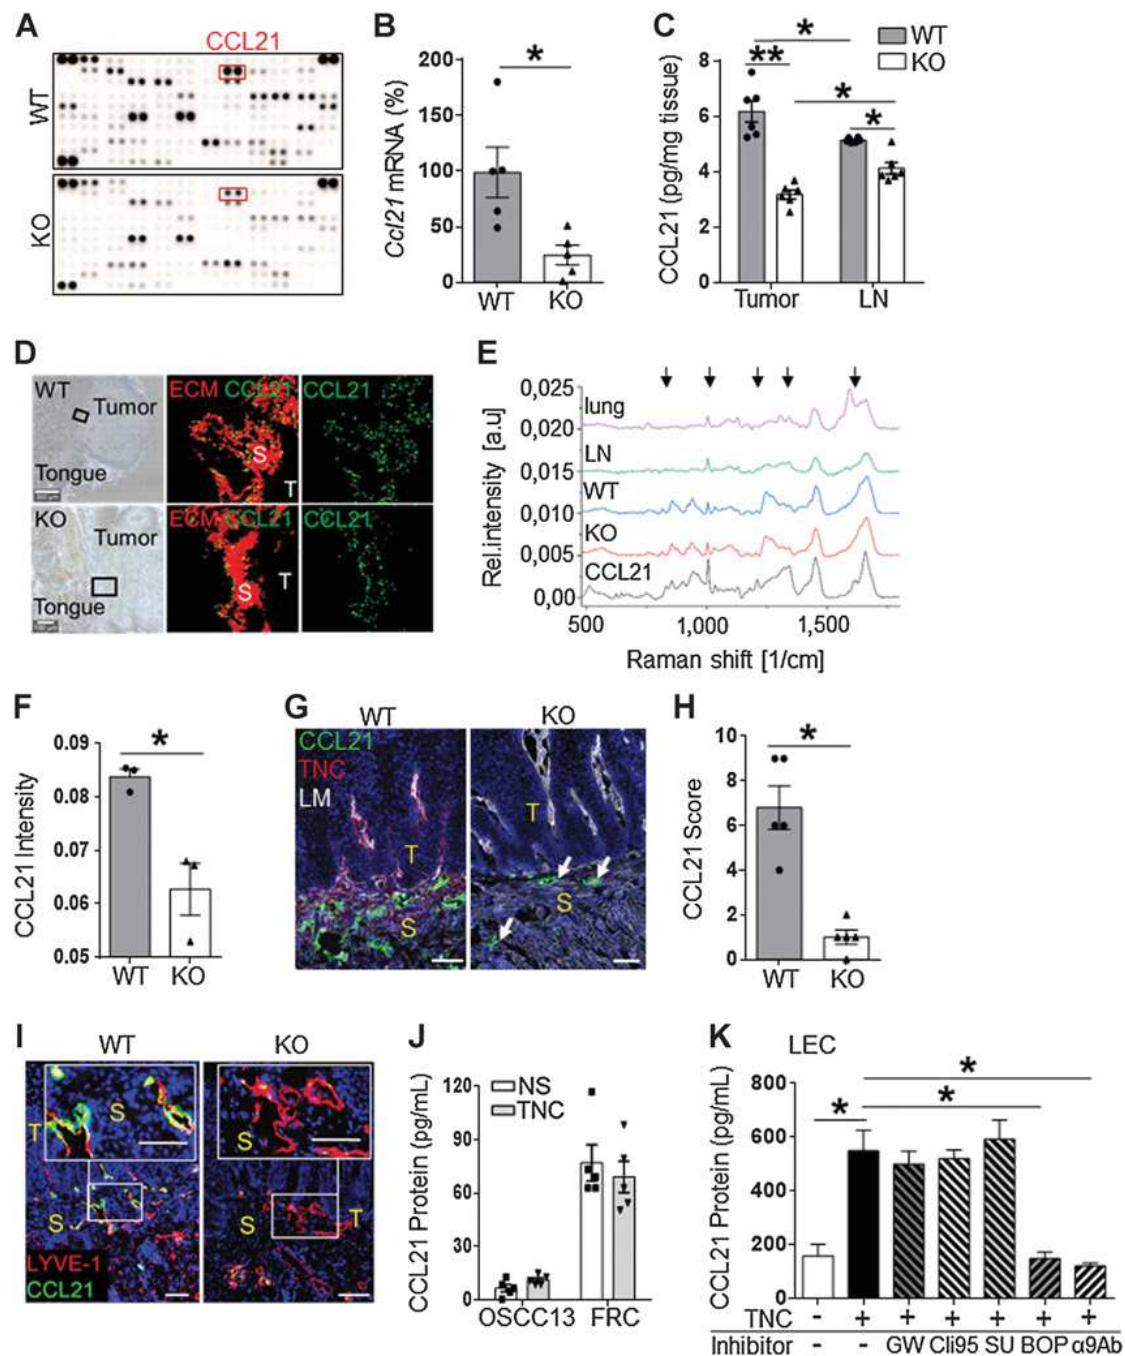 A
CCL21
WT
KO
B
*
Ccl21 mRNA (%)
200
150
100
50
0
WT KO
C
WT
KO
*
**
*
*
CCL21 (pg/mg tissue)
8
6
4
2
0
Tumor LN
D
WT
Tumor
Tongue
ECM CCL21
S
T
CCL21
KO
Tumor
Tongue
ECM CCL21
S
T
CCL21
E
Rel.intensity [a.u]
0,025
0,020
0,015
0,010
0,005
0,00
lung
LN
WT
KO
CCL21
500 1,000 1,500
Raman shift [1/cm]
F
*
CCL21 Intensity
0.09
0.08
0.07
0.06
0.05
WT KO
G
WT KO
CCL21
TNC
LM
T
S
T
S
H
*
CCL21 Score
10
8
6
4
2
0
WT KO
I
WT KO
S
T
S
LYVE-1
CCL21
S
S
T
J
NS
TNC
CCL21 Protein (pg/mL)
120
90
60
30
0
OSCC13 FRC
K
LEC
*
*
*
CCL21 Protein (pg/mL)
800
600
400
200
0
TNC - + + + + + +
Inhibitor - - GW Cli95 SU BOP α9Ab